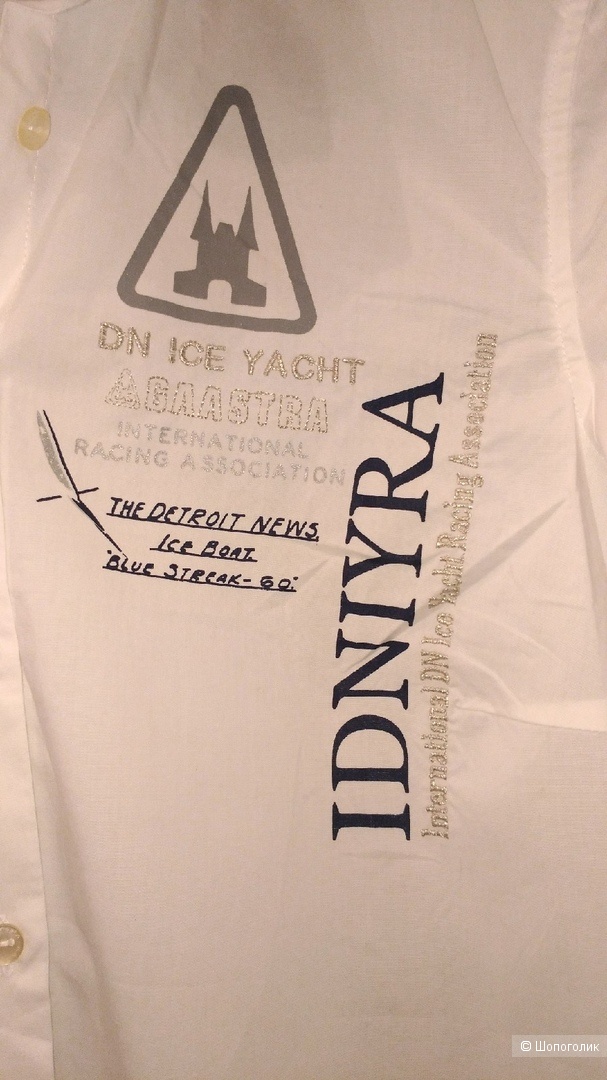 DN ICE YACHT
GAASTRA
INTERNATIONAL
RACING ASSOCIATION
THE DETROIT NEWS,
ICE BOAT.
"BLUE STREAK-60."
IDNIYRA
International DN Ice Yacht Racing Association
© Шопоголик